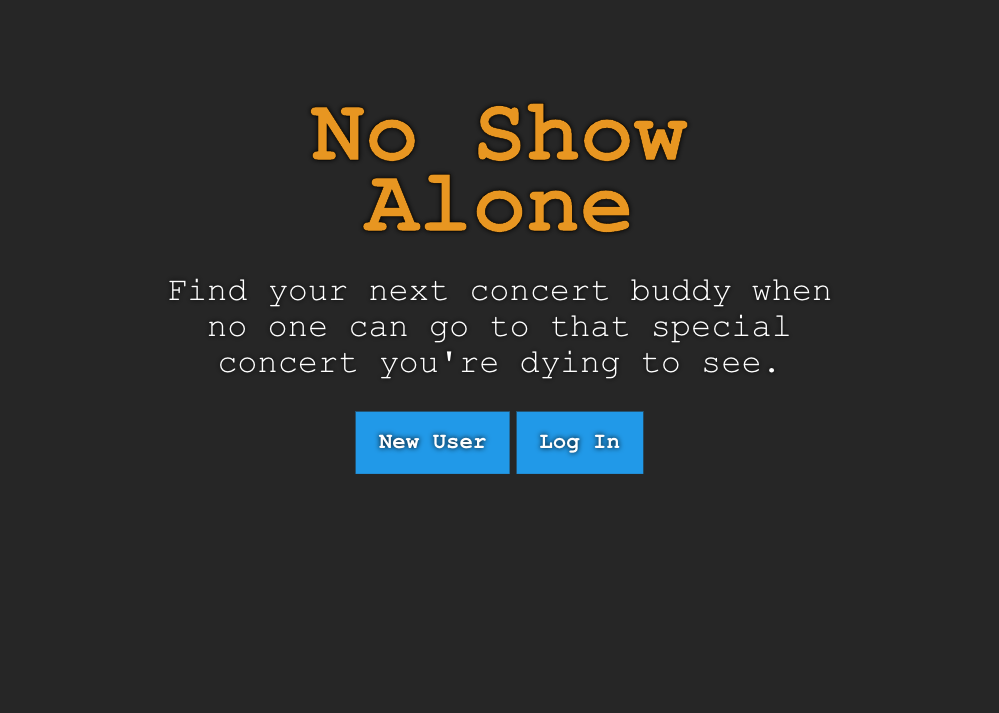 No Show
Alone
Find your next concert buddy when
no one can go to that special
concert you're dying to see.
New User Log In